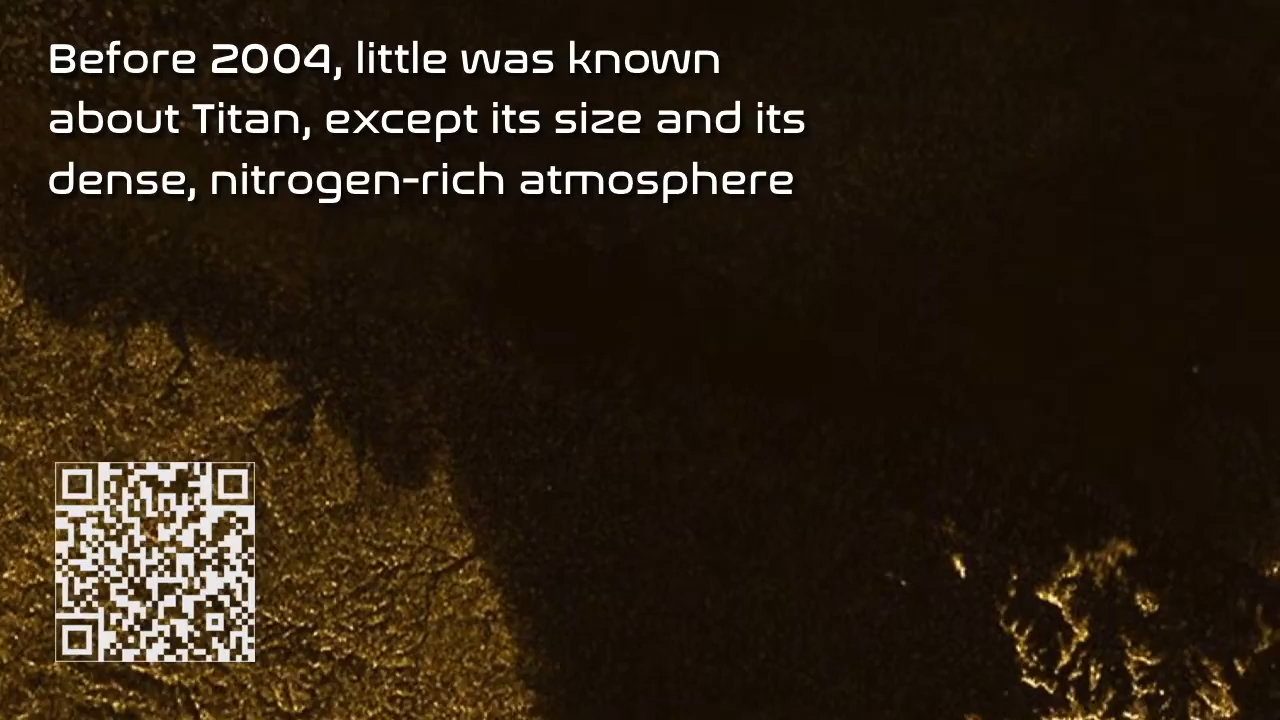 Before 2004, little was known
about Titan, except its size and its
dense, nitrogen-rich atmosphere